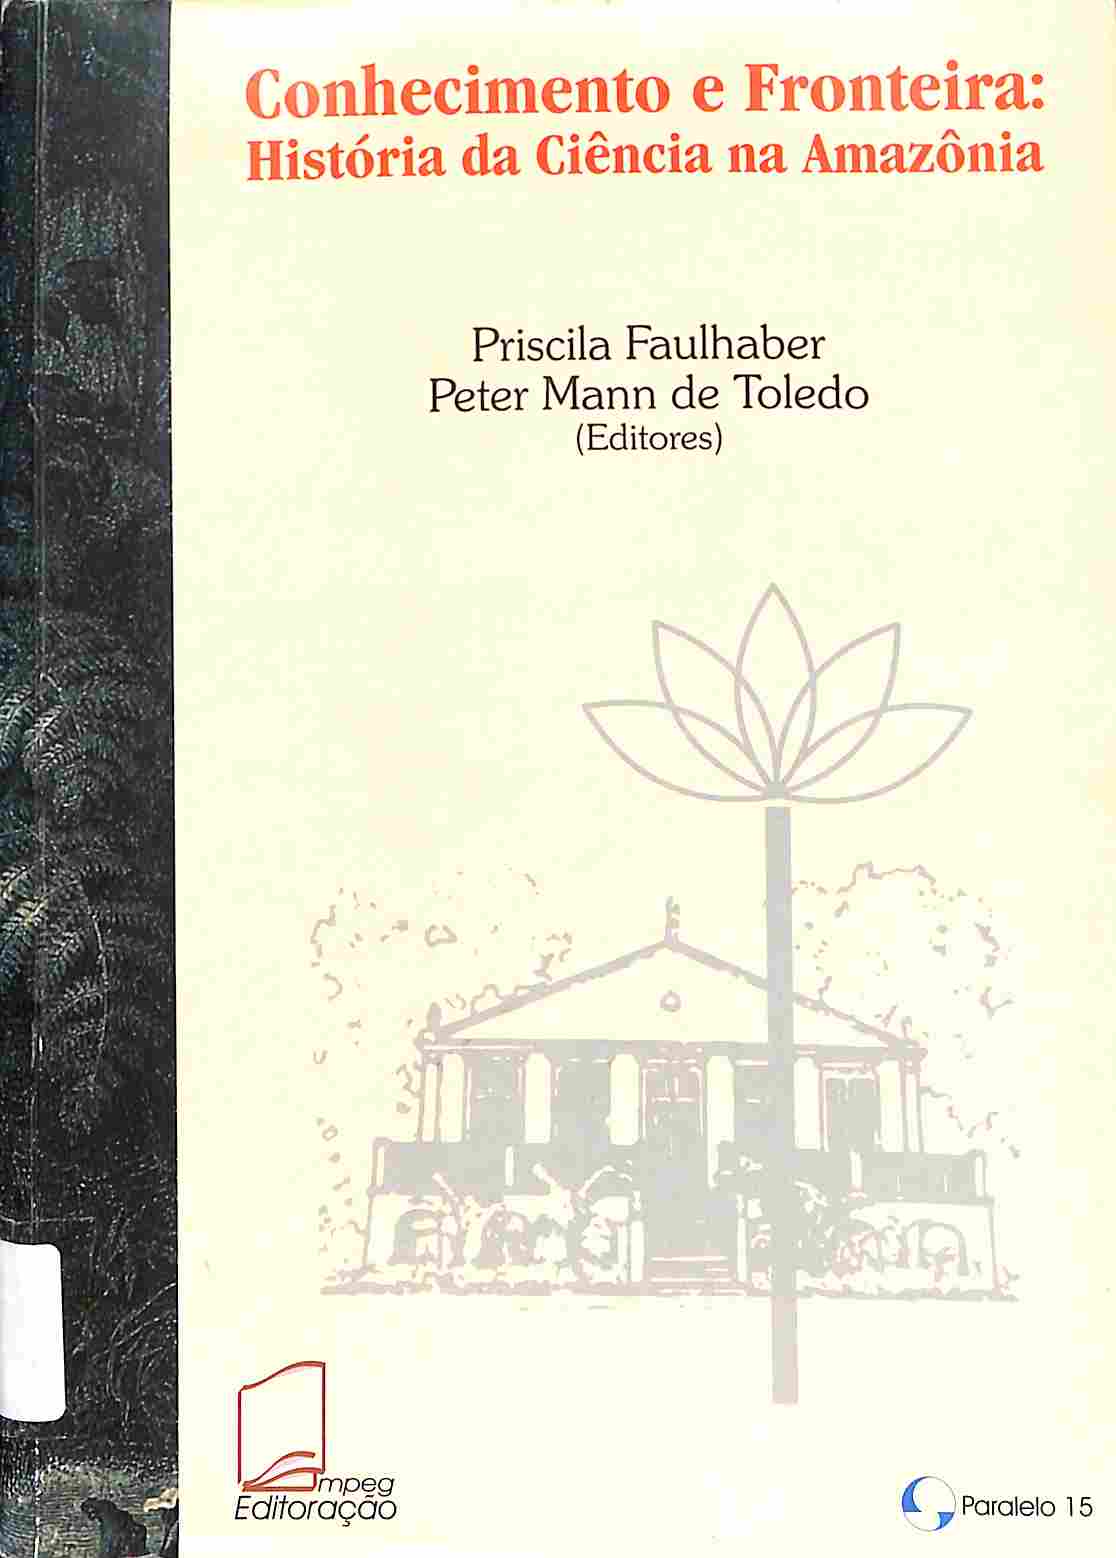 Conhecimento e Fronteira:
História da Ciência na Amazônia
Priscila Faulhaber
Peter Mann de Toledo
(Editores)
mpeg
Editoração
Paralelo 15